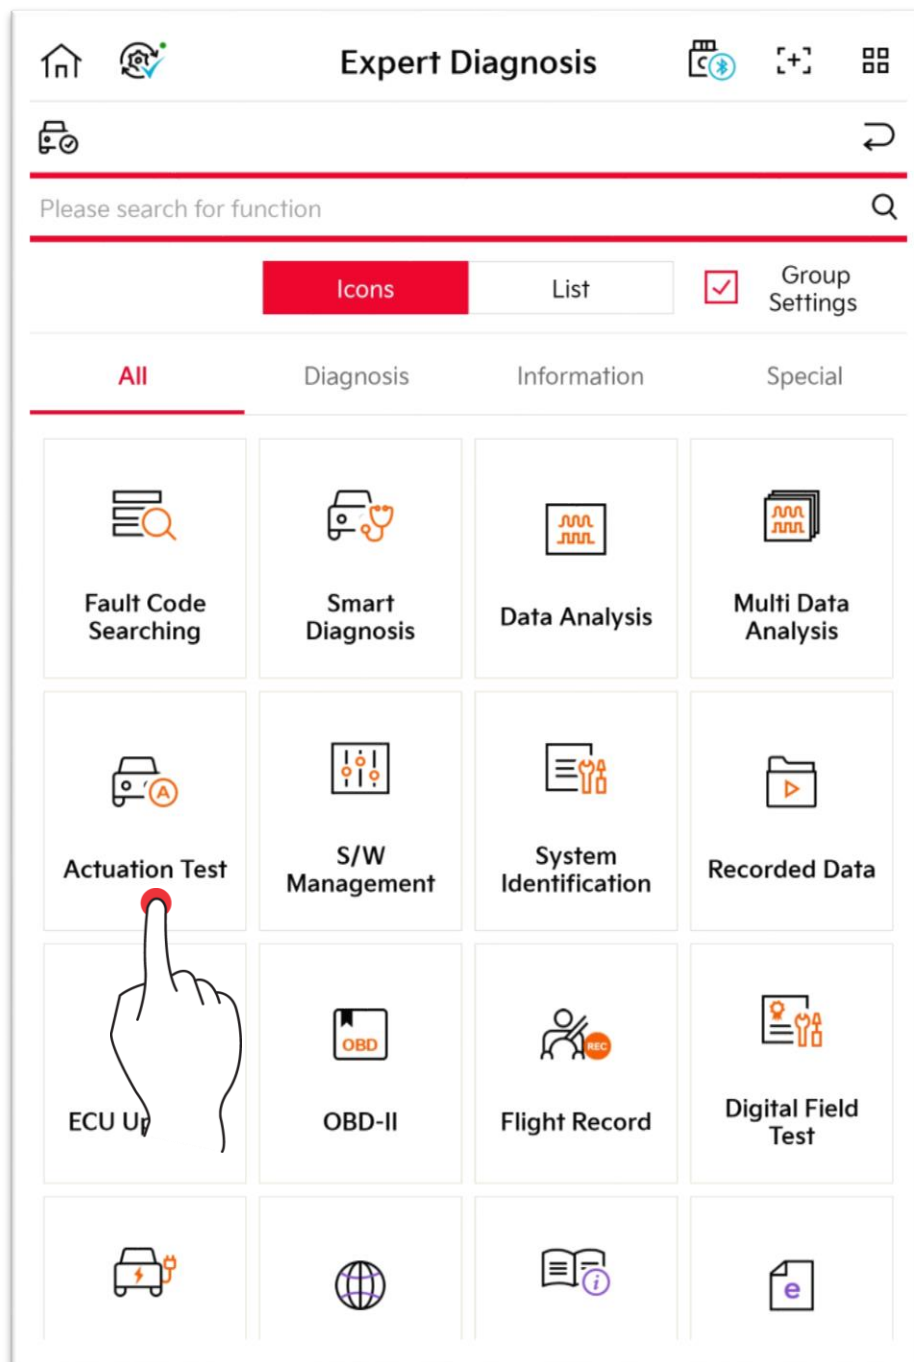 Expert Diagnosis
Please search for function
Icons
List
Group
Settings
All
Diagnosis
Information
Special
Fault Code
Searching
Smart
Diagnosis
Data Analysis
Multi Data
Analysis
Actuation Test
S/W
Management
System
Identification
Recorded Data
ECU
OBD
OBD-II
REC
Flight Record
Digital Field
Test